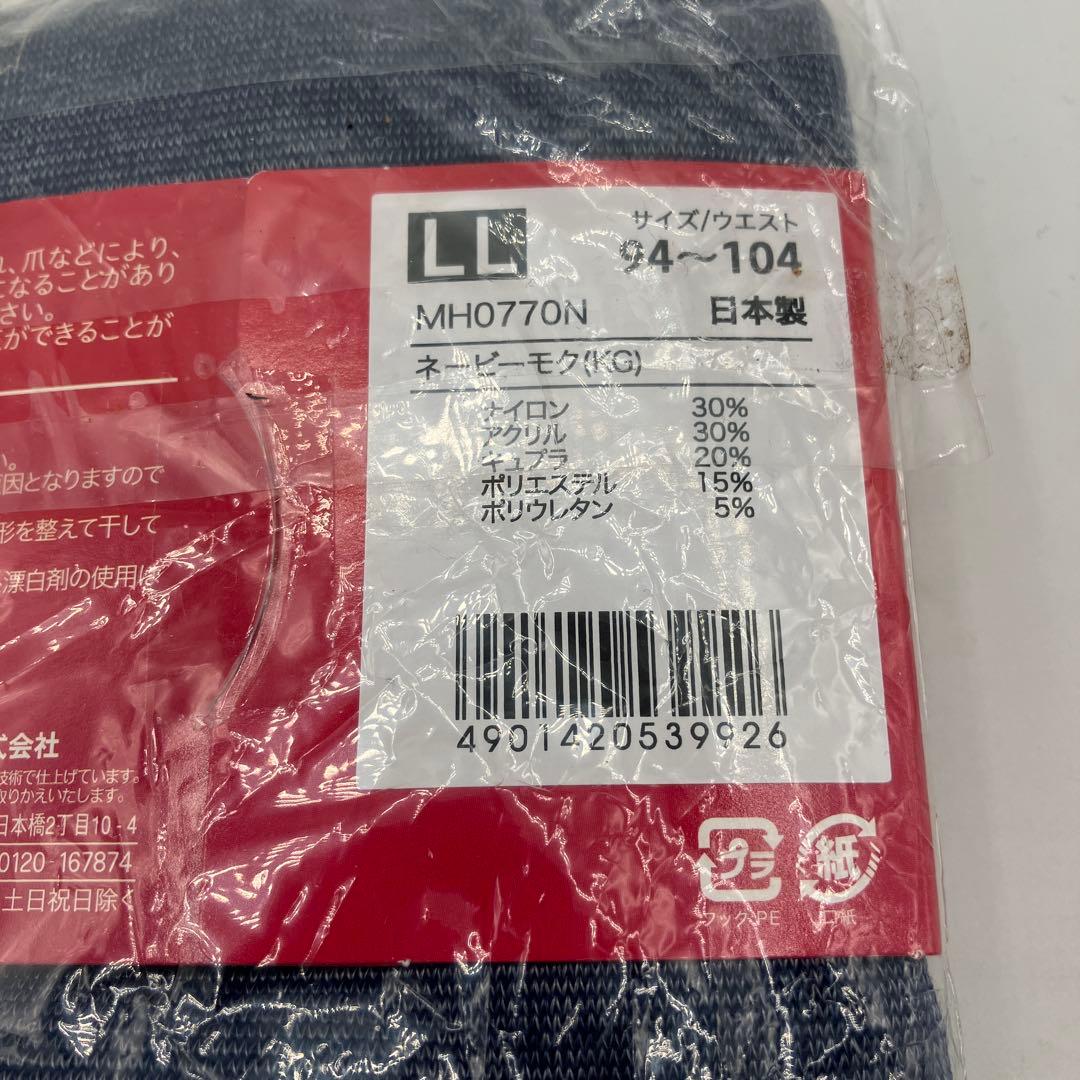 、爪などにより、
になることがあり
さい。
ができることが
い。
原因となりますので
形を整えて干して
漂白剤の使用は
式会社
技術で仕上げています。
取りかえいたします。
日本橋2丁目10-4
0120-167874
土日祝日除く
LL
サイズ/ウエスト
94～104
MH0770N
日本製
ネービーモク(KG)
ナイロン 30%
アクリル 30%
キュプラ 20%
ポリエステル 15%
ポリウレタン 5%
4901420539926
プラ
フック:PE
紙